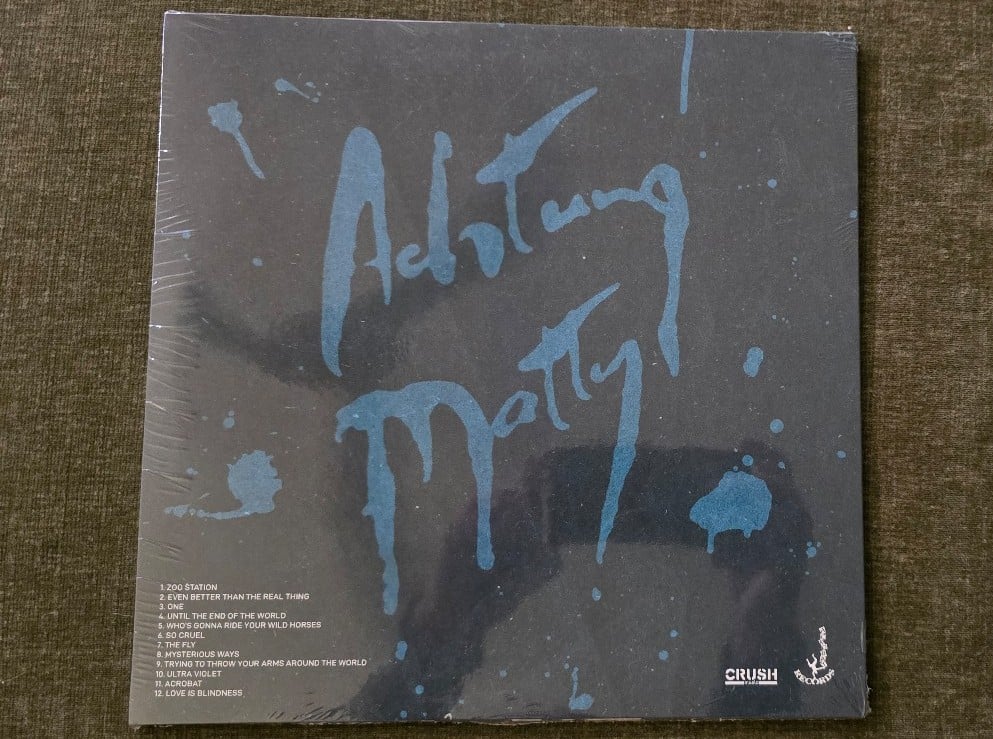 Achtung
Matty
1. ZOO STATION
2. EVEN BETTER THAN THE REAL THING
3. ONE
4. UNTIL THE END OF THE WORLD
5. WHO'S GONNA RIDE YOUR WILD HORSES
6. SO CRUEL
7. THE FLY
8. MYSTERIOUS WAYS
9. TRYING TO THROW YOUR ARMS AROUND THE WORLD
10. ULTRA VIOLET
11. ACROBAT
12. LOVE IS BLINDNESS
CRUSH
RECORDS